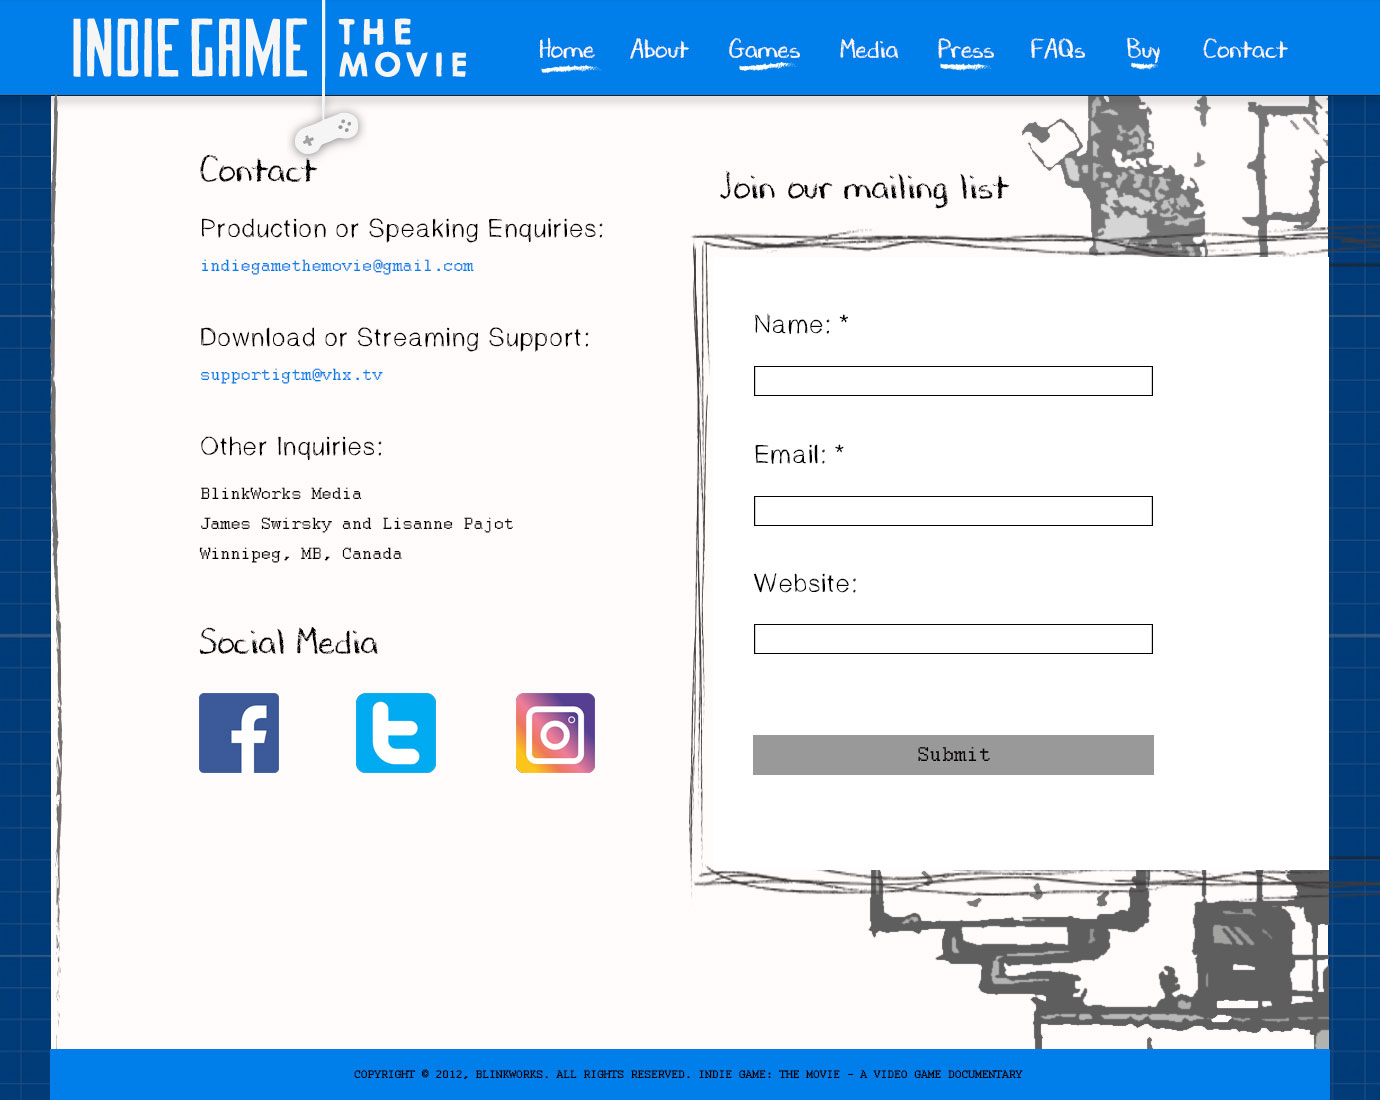 INDIE GAME THE MOVIE
Home About Games Media Press FAQs Buy Contact
Contact
Production or Speaking Enquiries:
indiegamethemovie@gmail.com
Download or Streaming Support:
supportigtm@vhx.tv
Other Inquiries:
BlinkWorks Media
James Swirsky and Lisanne Pajot
Winnipeg, MB, Canada
Social Media
Join our mailing list
Name: *
Email: *
Website:
Submit
COPYRIGHT © 2012, BLINKWORKS. ALL RIGHTS RESERVED. INDIE GAME: THE MOVIE - A VIDEO GAME DOCUMENTARY